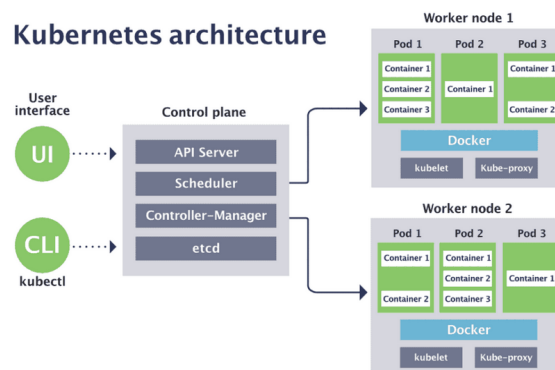 Kubernetes architecture
User
interface
UI
CLI
kubectl
Control plane
API Server
Scheduler
Controller-Manager
etcd
Worker node 1
Pod 1
Pod 2
Pod 3
Container 1
Container 2
Container 3
Container 1
Container 1
Container 2
Docker
kubelet
Kube-proxy
Worker node 2
Pod 1
Pod 2
Pod 3
Container 1
Container 2
Container 1
Container 2
Container 3
Container 1
Docker
kubelet
Kube-proxy